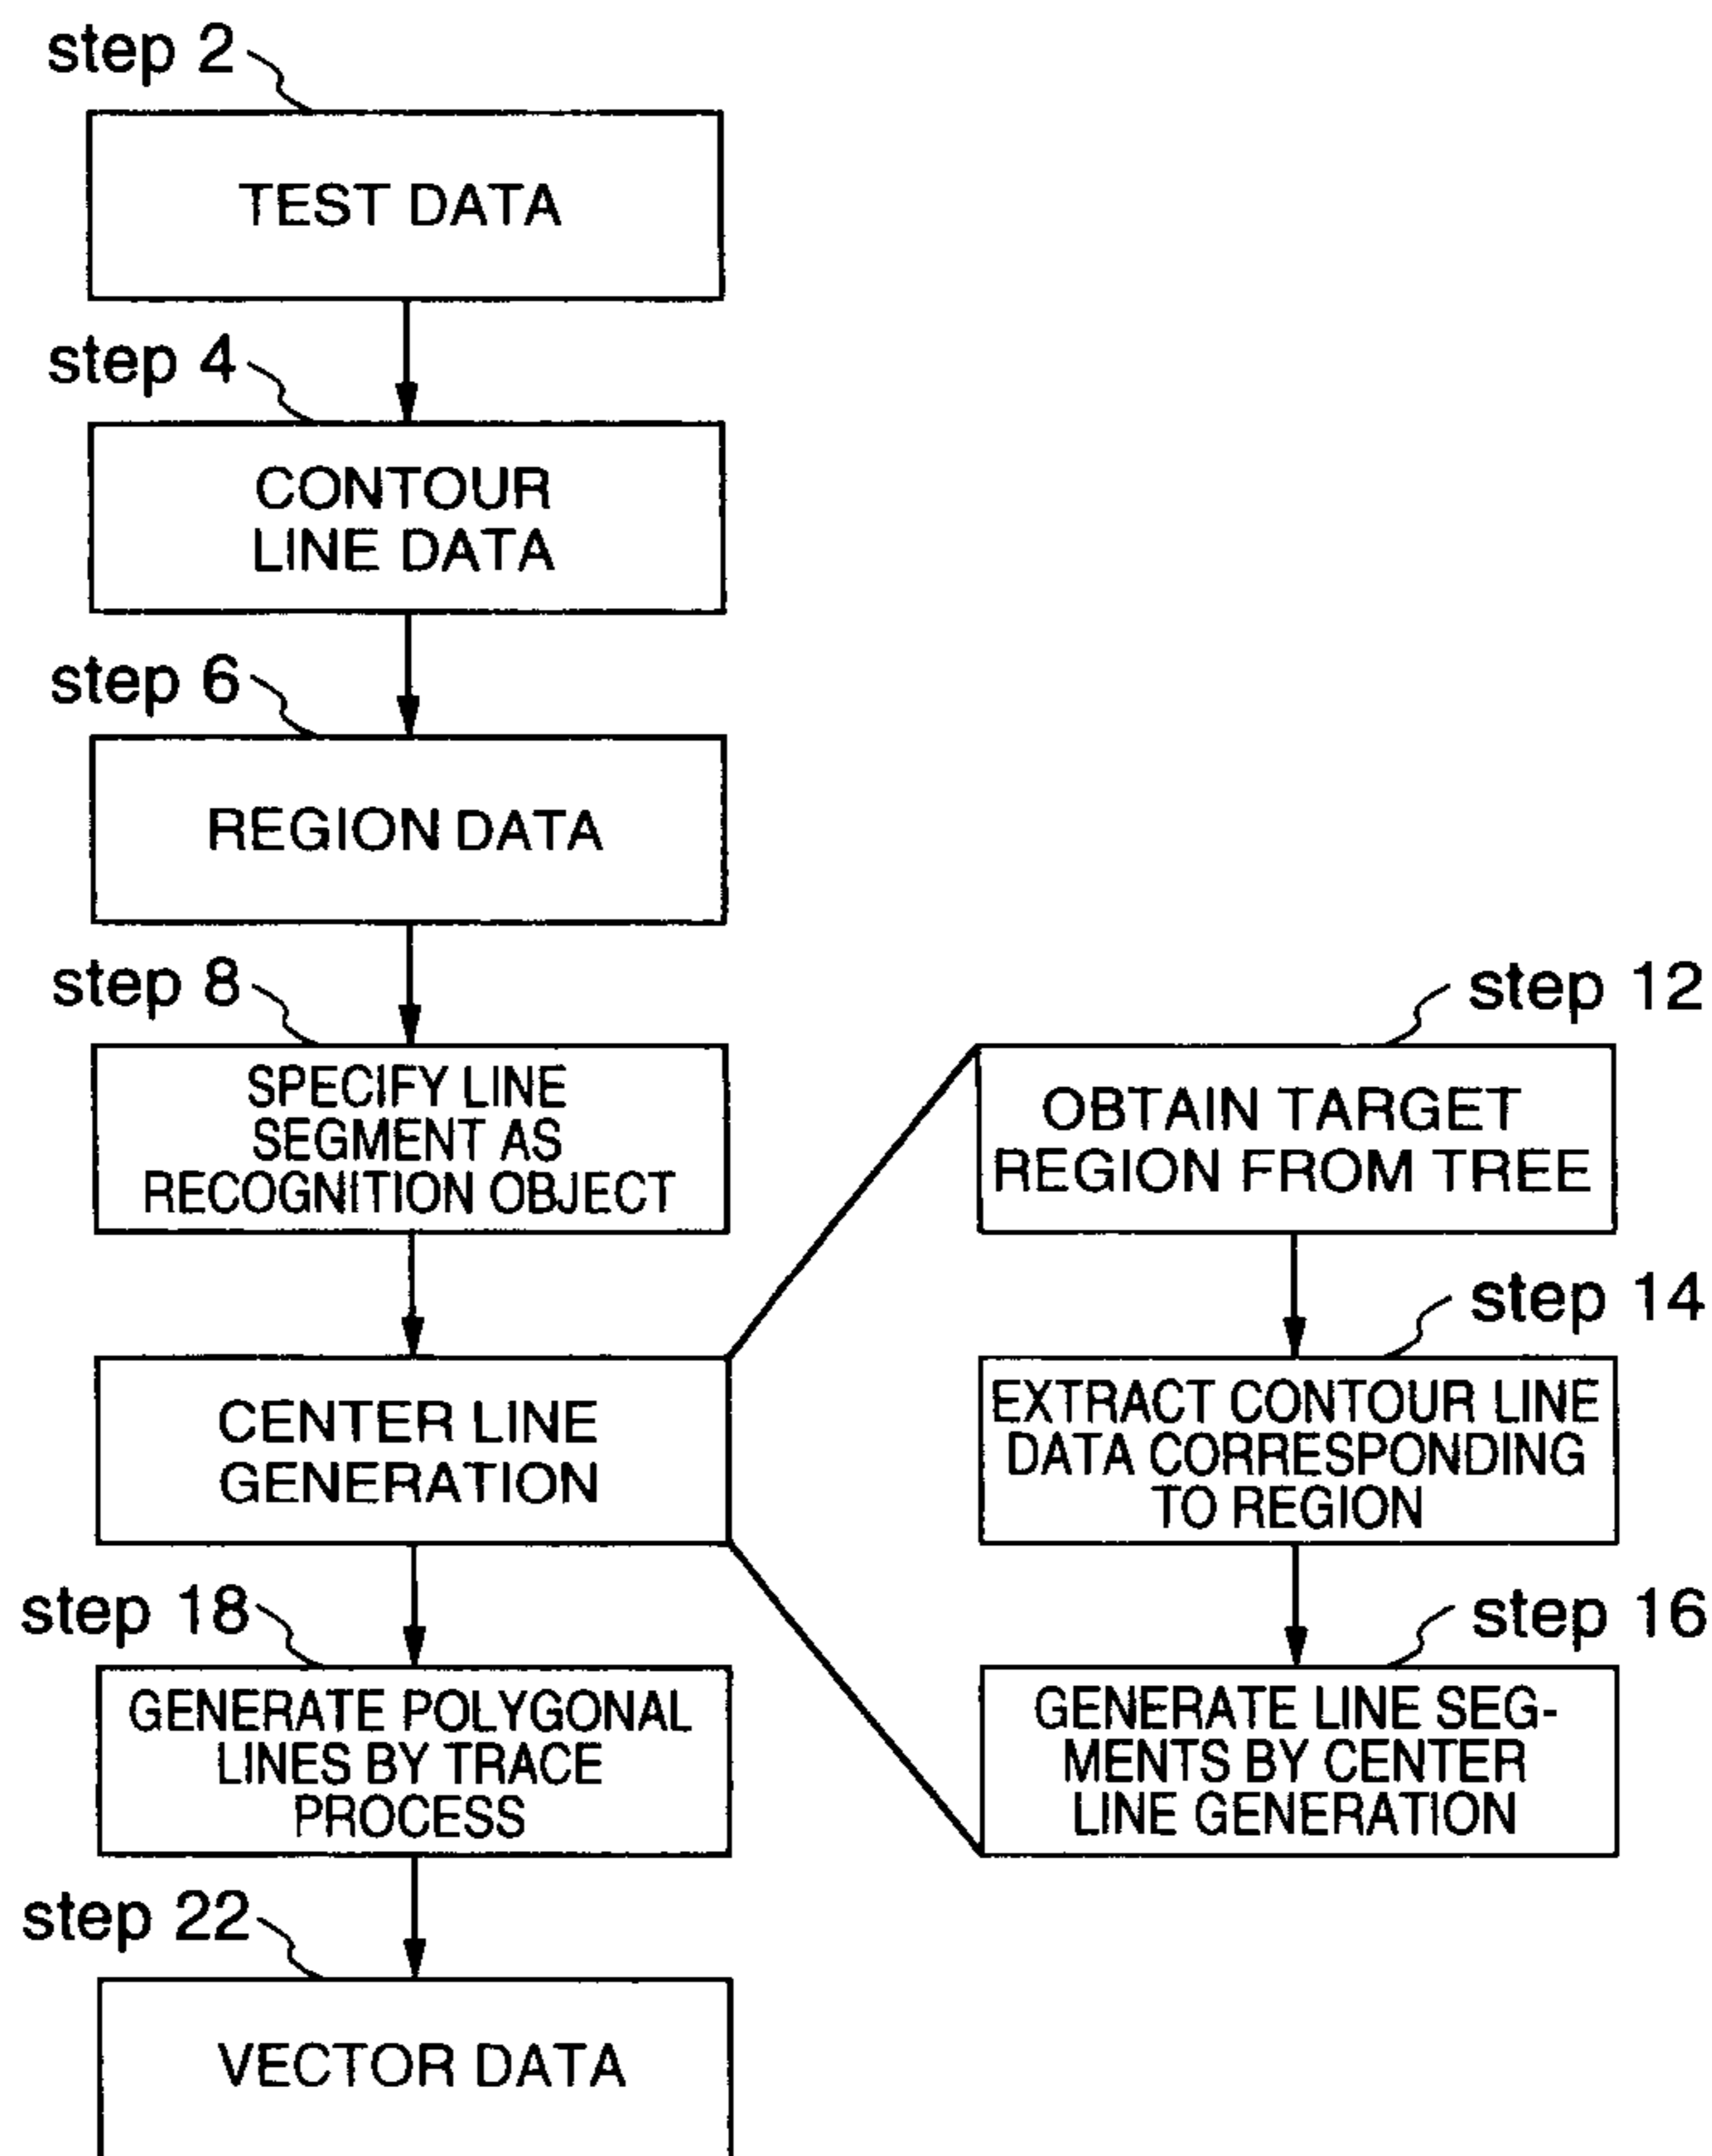 step 2
TEST DATA
step 4
CONTOUR
LINE DATA
step 6
REGION DATA
step 8
SPECIFY LINE
SEGMENT AS
RECOGNITION OBJECT
CENTER LINE
GENERATION
step 18
GENERATE POLYGONAL
LINES BY TRACE
PROCESS
step 22
VECTOR DATA
step 12
OBTAIN TARGET
REGION FROM TREE
step 14
EXTRACT CONTOUR LINE
DATA CORRESPONDING
TO REGION
step 16
GENERATE LINE SEG-
MENTS BY CENTER
LINE GENERATION